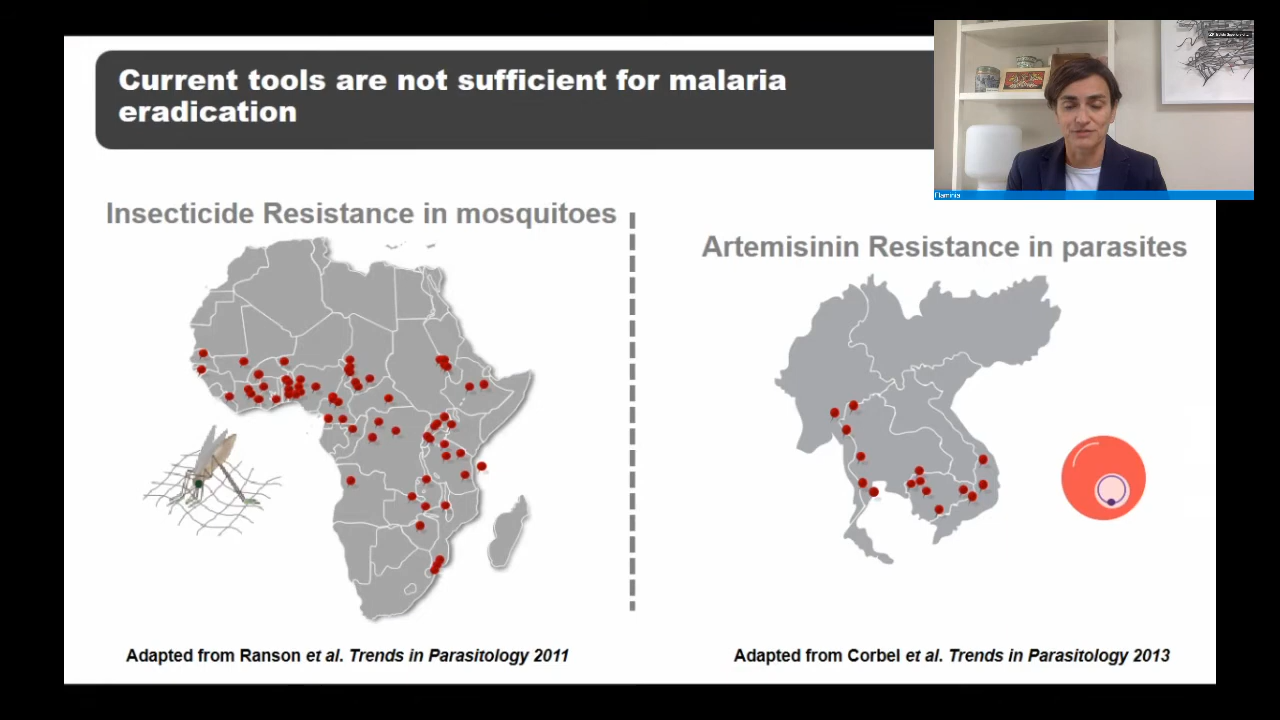 Current tools are not sufficient for malaria
eradication
Insecticide Resistance in mosquitoes
Artemisinin Resistance in parasites
Adapted from Ranson et al. Trends in Parasitology 2011
Adapted from Corbel et al. Trends in Parasitology 2013
Flaminia